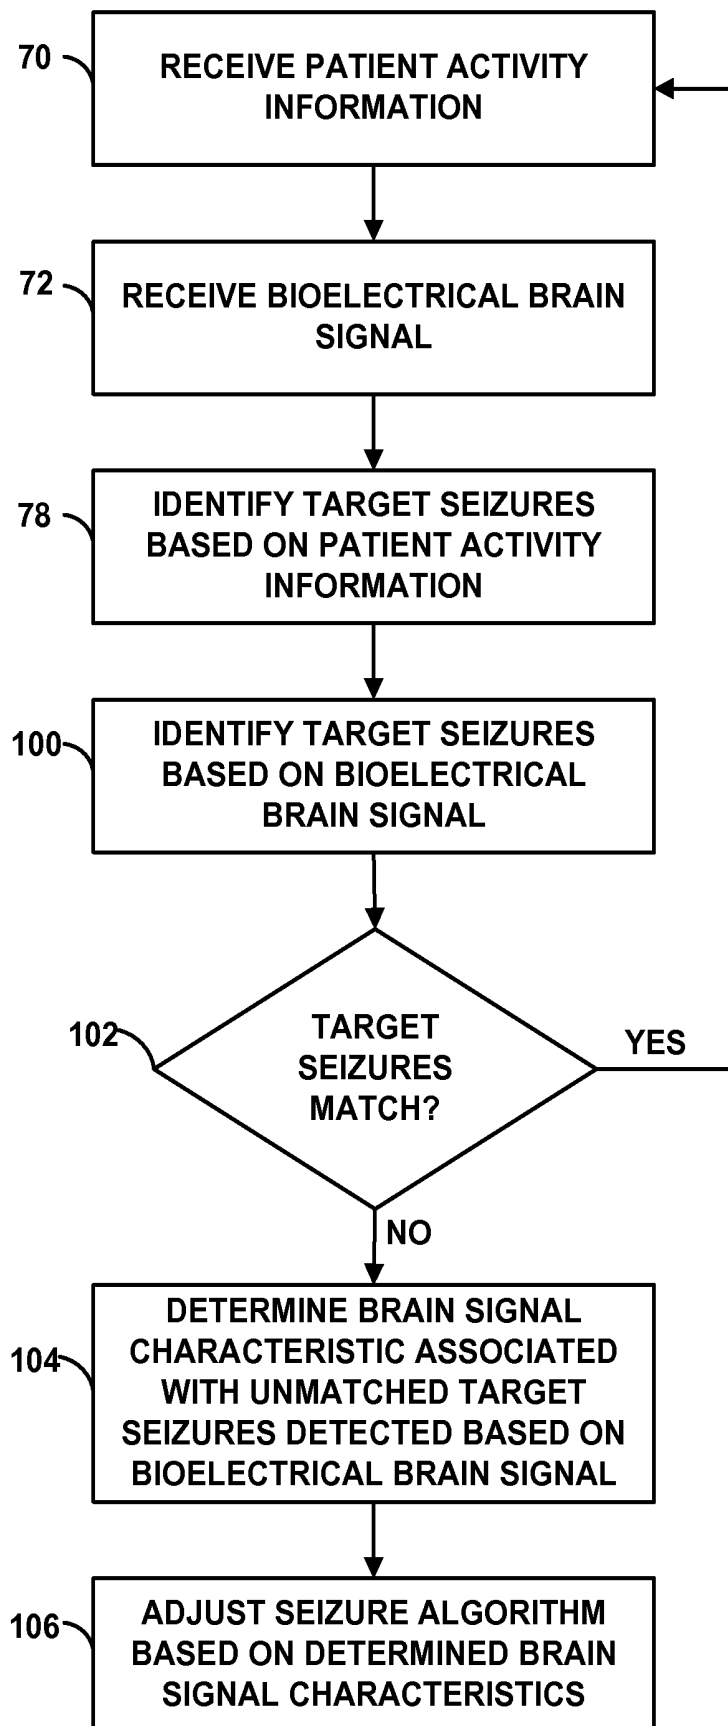 70
RECEIVE PATIENT ACTIVITY
INFORMATION
72
RECEIVE BIOELECTRICAL BRAIN
SIGNAL
78
IDENTIFY TARGET SEIZURES
BASED ON PATIENT ACTIVITY
INFORMATION
100
IDENTIFY TARGET SEIZURES
BASED ON BIOELECTRICAL
BRAIN SIGNAL
102
TARGET
SEIZURES
MATCH?
YES
NO
104
DETERMINE BRAIN SIGNAL
CHARACTERISTIC ASSOCIATED
WITH UNMATCHED TARGET
SEIZURES DETECTED BASED ON
BIOELECTRICAL BRAIN SIGNAL
106
ADJUST SEIZURE ALGORITHM
BASED ON DETERMINED BRAIN
SIGNAL CHARACTERISTICS